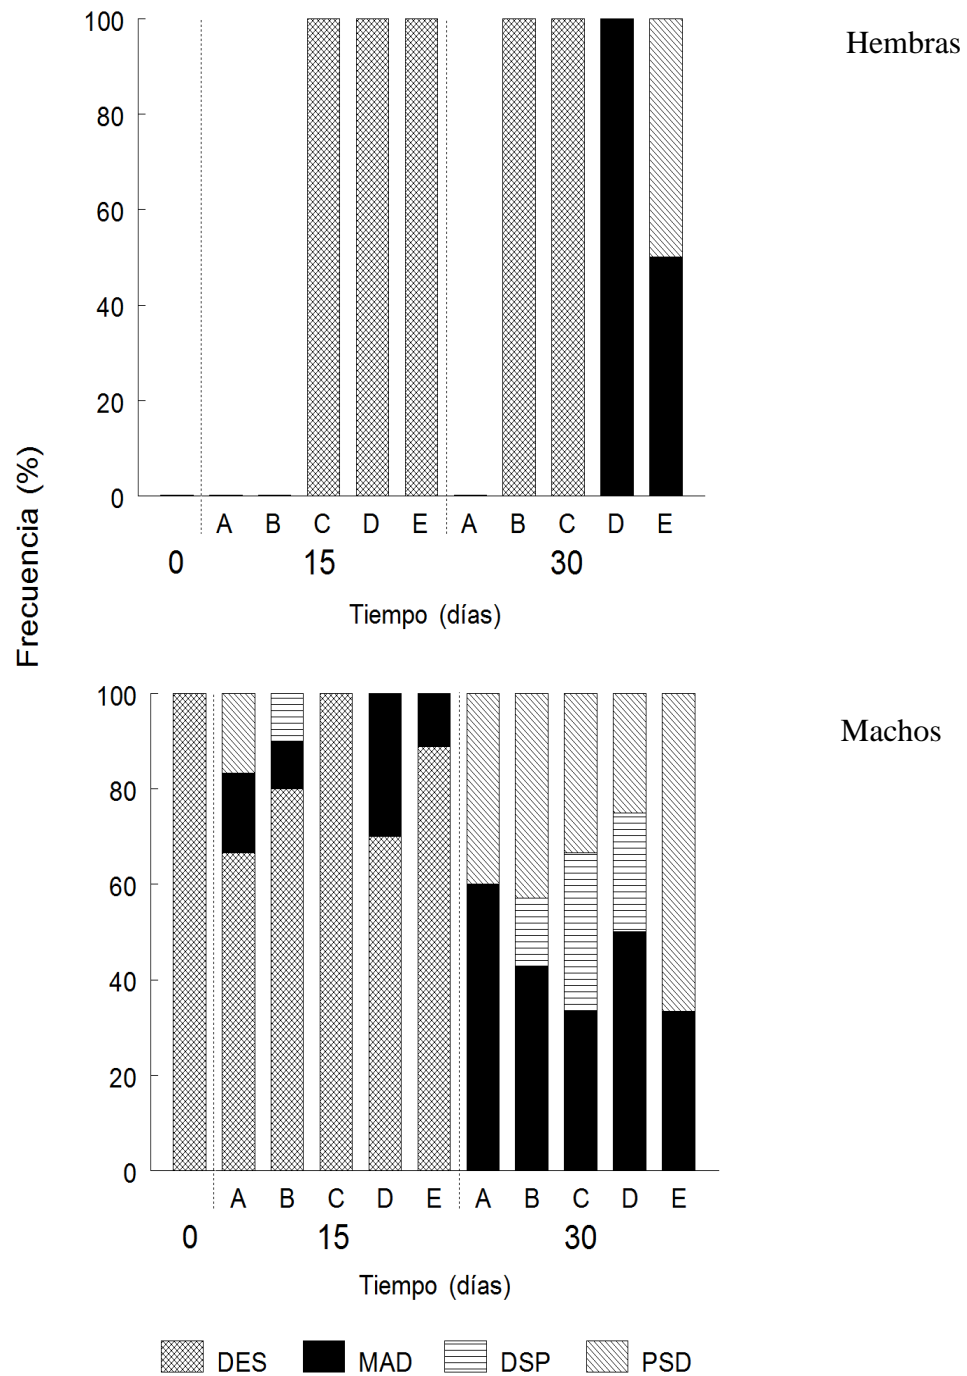 Hembras
Frecuencia (%)
100
80
60
40
20
0
A B C D E A B C D E
0 15 30
Tiempo (días)
Machos
100
80
60
40
20
0
A B C D E A B C D E
0 15 30
Tiempo (días)
DES MAD DSP PSD